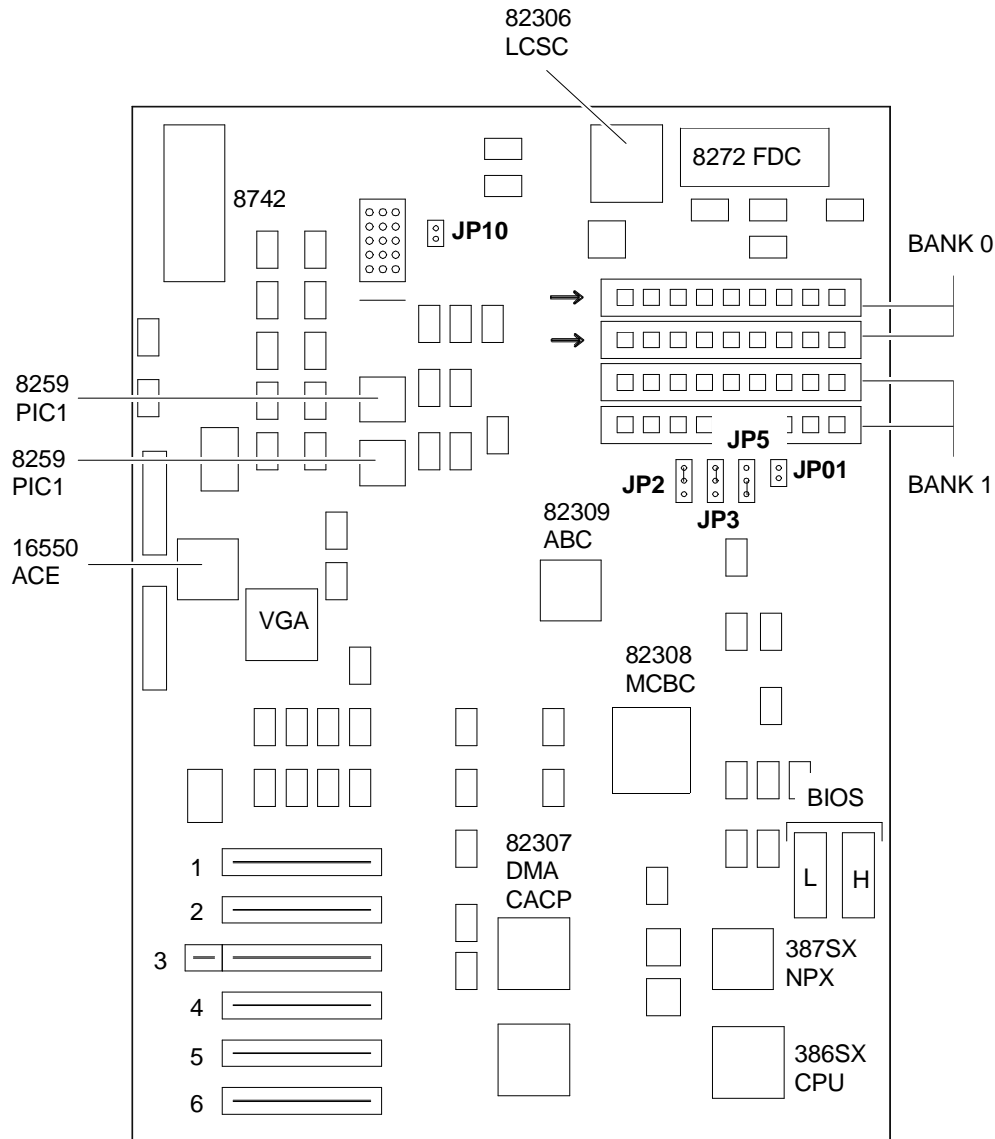 82306
LCSC
8272 FDC
8742
JP10
BANK 0
8259
PIC1
8259
PIC1
JP5
JP01
JP2
JP3
BANK 1
82309
ABC
16550
ACE
VGA
82308
MCBC
BIOS
L
H
82307
DMA
CACP
1
2
3
4
5
6
387SX
NPX
386SX
CPU